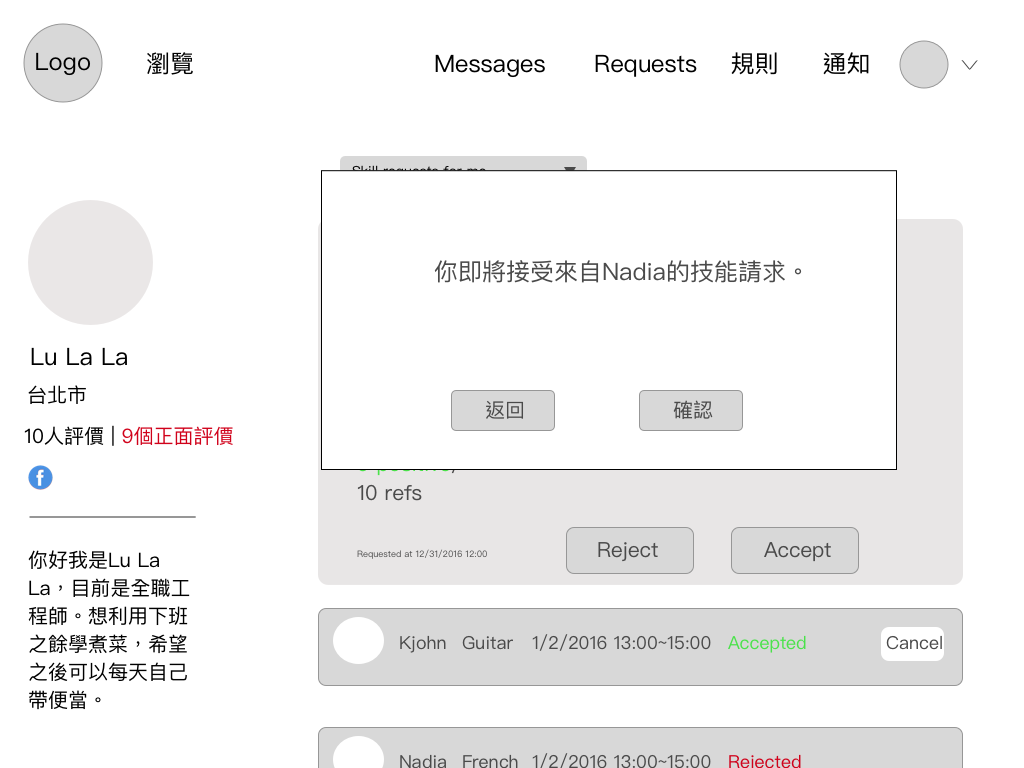 Logo
瀏覽
Messages
Requests
規則
通知
Skill requests for me
你即將接受來自Nadia的技能請求。
返回
確認
Lu La La
台北市
10人評價 | 9個正面評價
f
你好我是Lu La
La，目前是全職工
程師。想利用下班
之餘學煮菜，希望
之後可以每天自己
帶便當。
10 refs
Requested at 12/31/2016 12:00
Reject
Accept
Kjohn Guitar 1/2/2016 13:00~15:00 Accepted Cancel
Nadia French 1/2/2016 13:00~15:00 Rejected